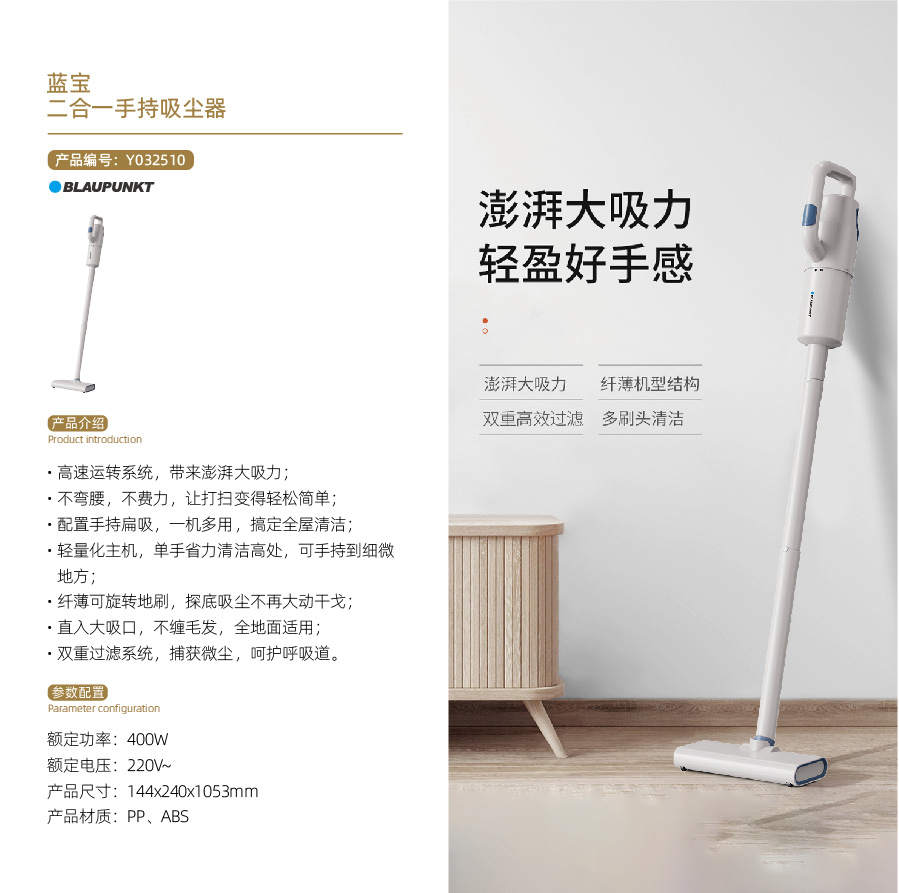 蓝宝
二合一手持吸尘器
产品编号：Y032510
BLAUPUNKT
产品介绍
Product introduction
• 高速运转系统，带来澎湃大吸力；
• 不弯腰，不费力，让打扫变得轻松简单；
• 配置手持扁吸，一机多用，搞定全屋清洁；
• 轻量化主机，单手省力清洁高处，可手持到细微
地方；
• 纤薄可旋转地刷，探底吸尘不再大动干戈；
• 直入大吸口，不缠毛发，全地面适用；
• 双重过滤系统，捕获微尘，呵护呼吸道。
参数配置
Parameter configuration
额定功率：400W
额定电压：220V~
产品尺寸：144x240x1053mm
产品材质：PP、ABS
澎湃大吸力
轻盈好手感
澎湃大吸力 纤薄机型结构
双重高效过滤 多刷头清洁
BLAUPUNKT